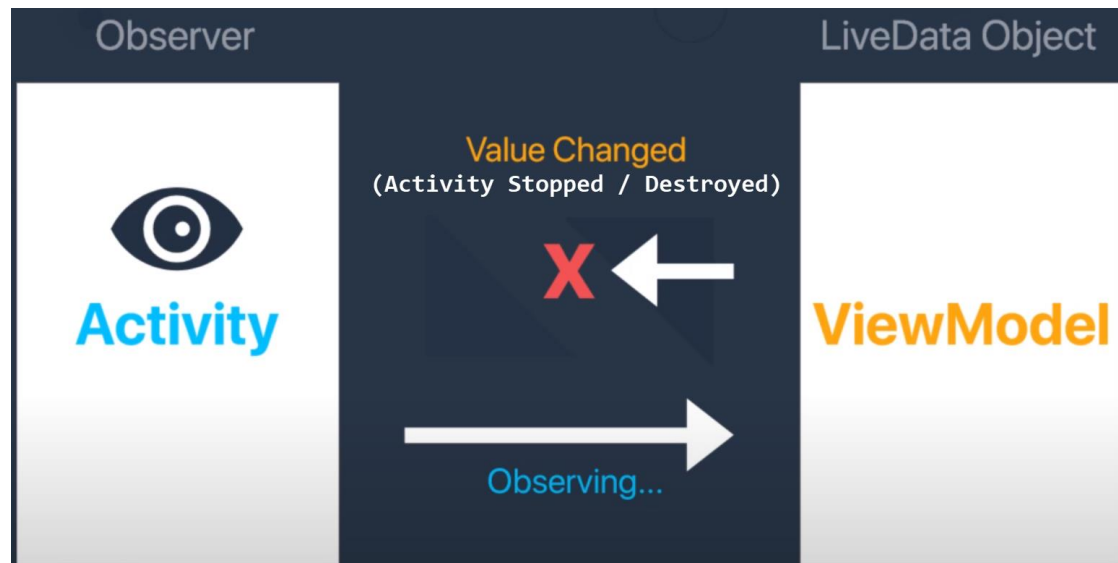 Observer
LiveData Object
Value Changed
(Activity Stopped / Destroyed)
X
Activity
ViewModel
Observing...